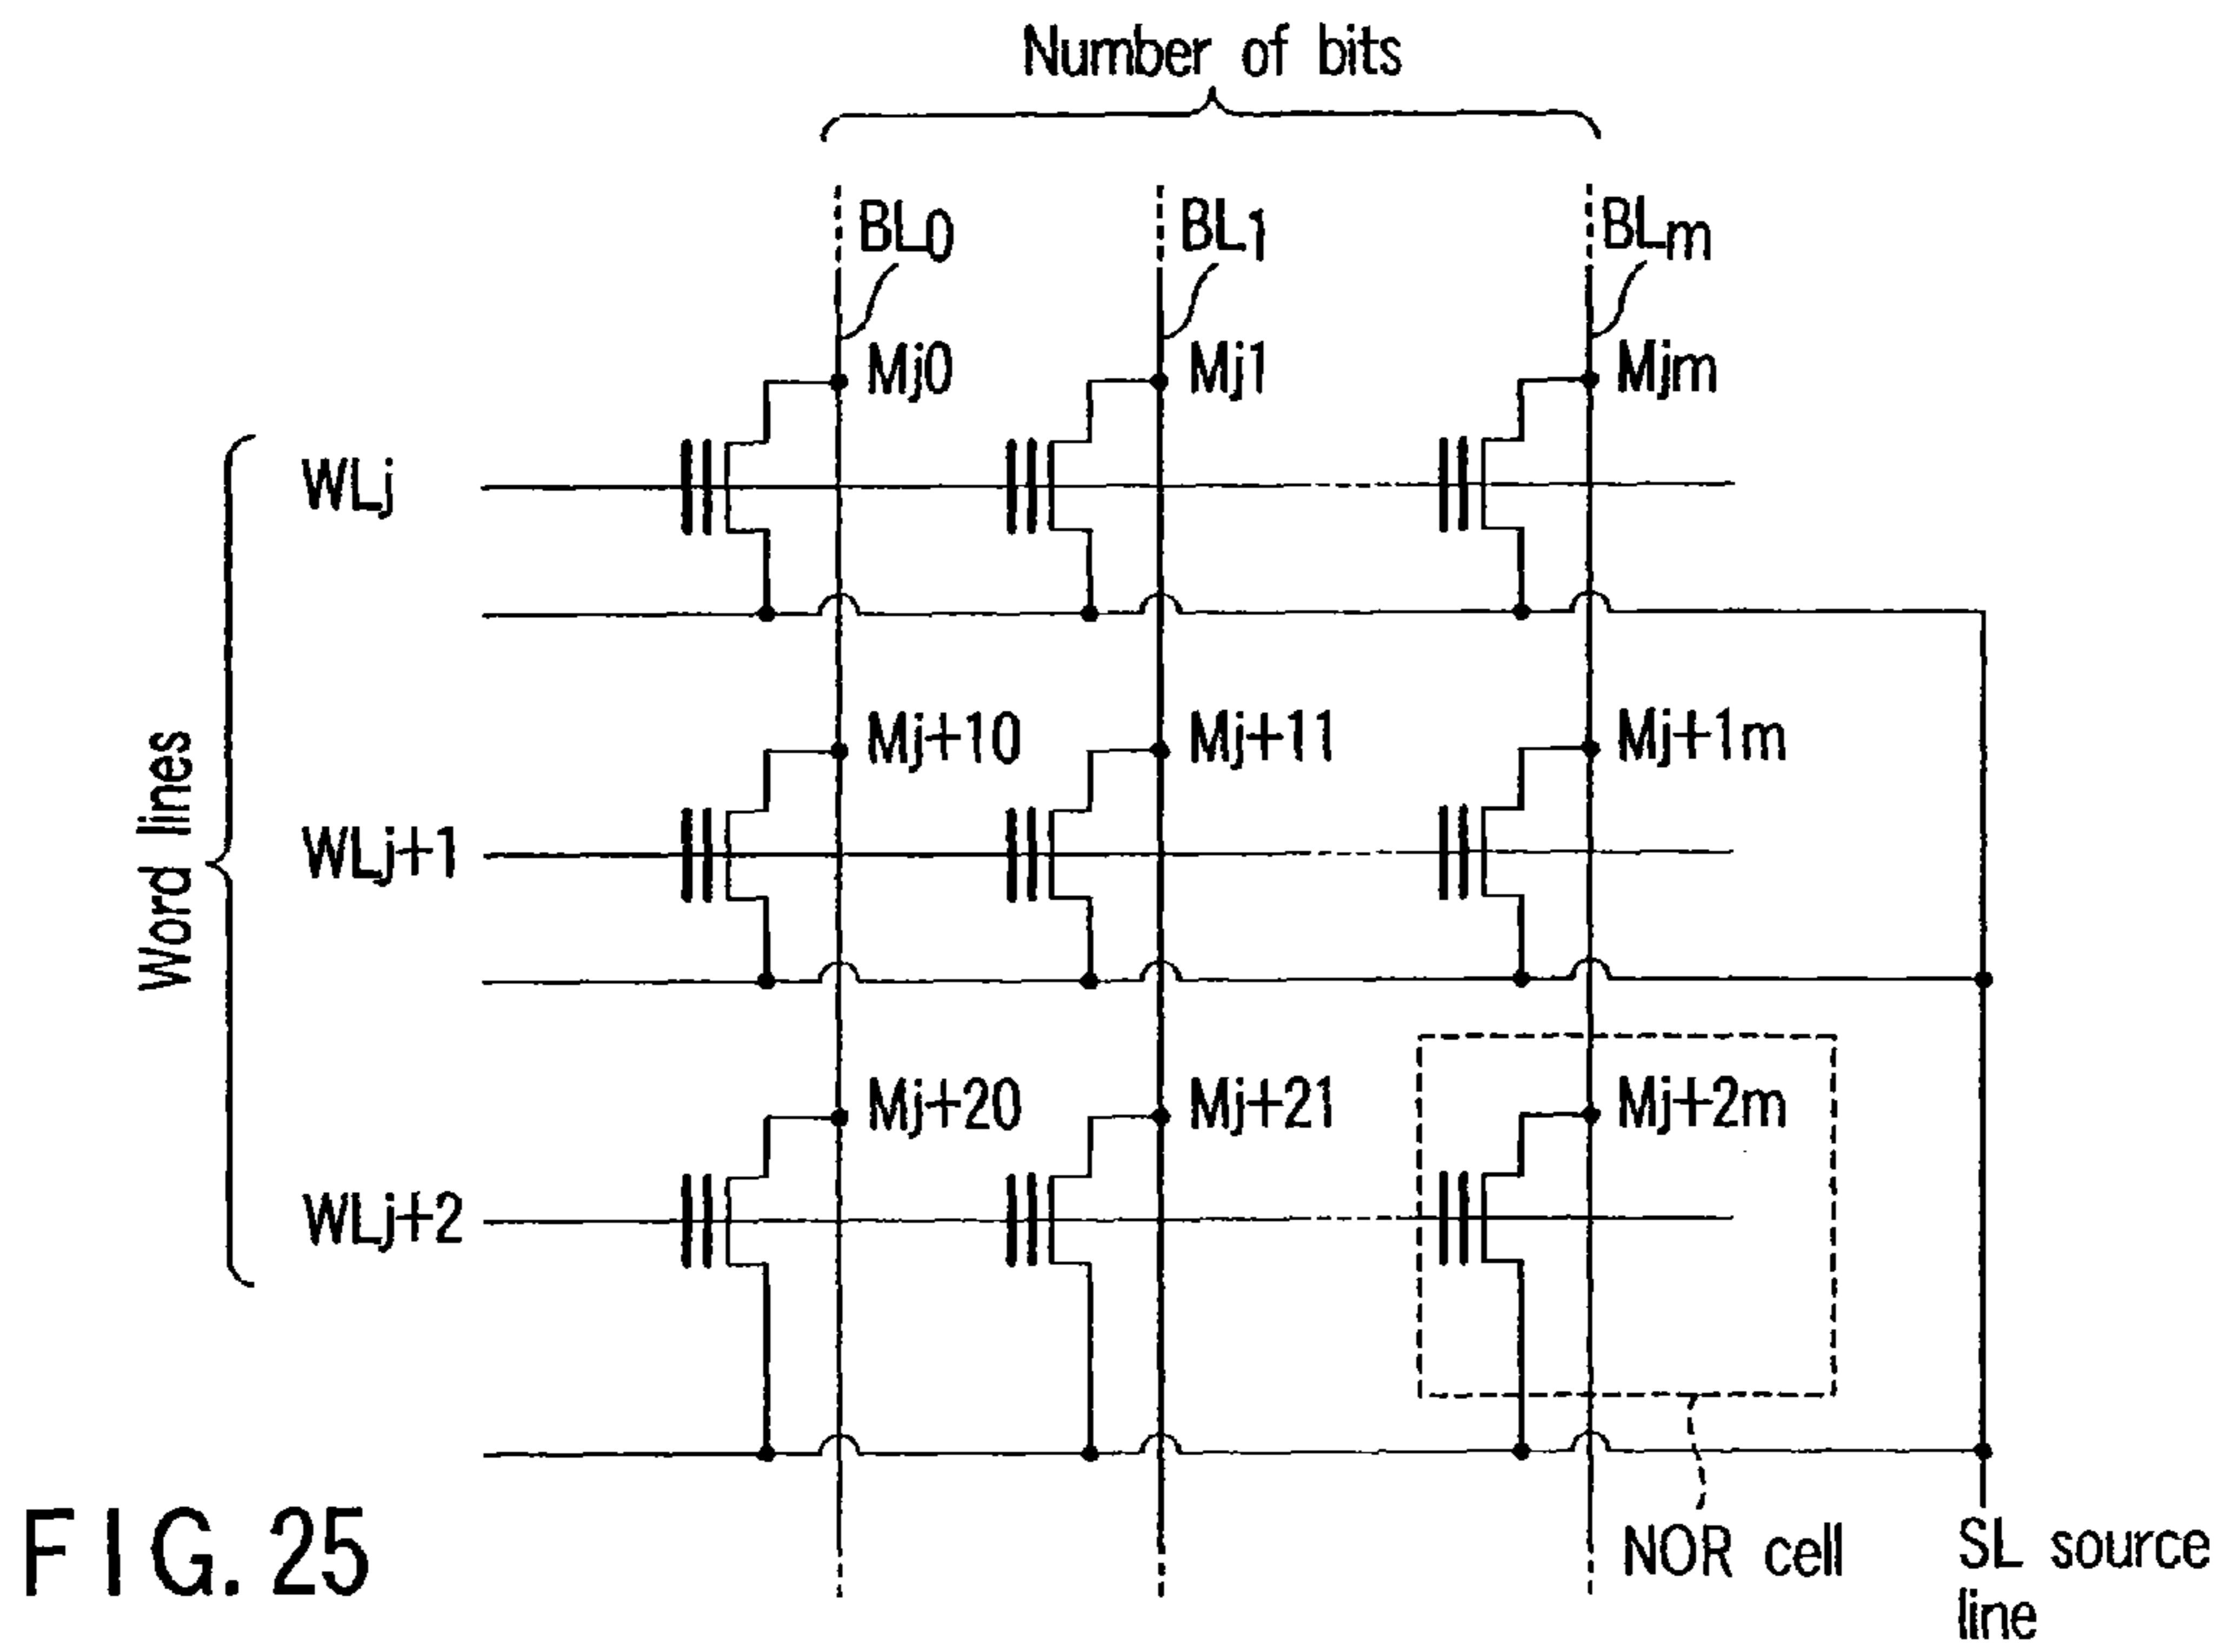 Number of bits
BL0 BL1 BLm
Mj0 Mj1 Mjm
WLj
Mj+10 Mj+11 Mj+1m
Word lines
WLj+1
Mj+20 Mj+21 Mj+2m
WLj+2
FIG. 25
NOR cell
SL source
line